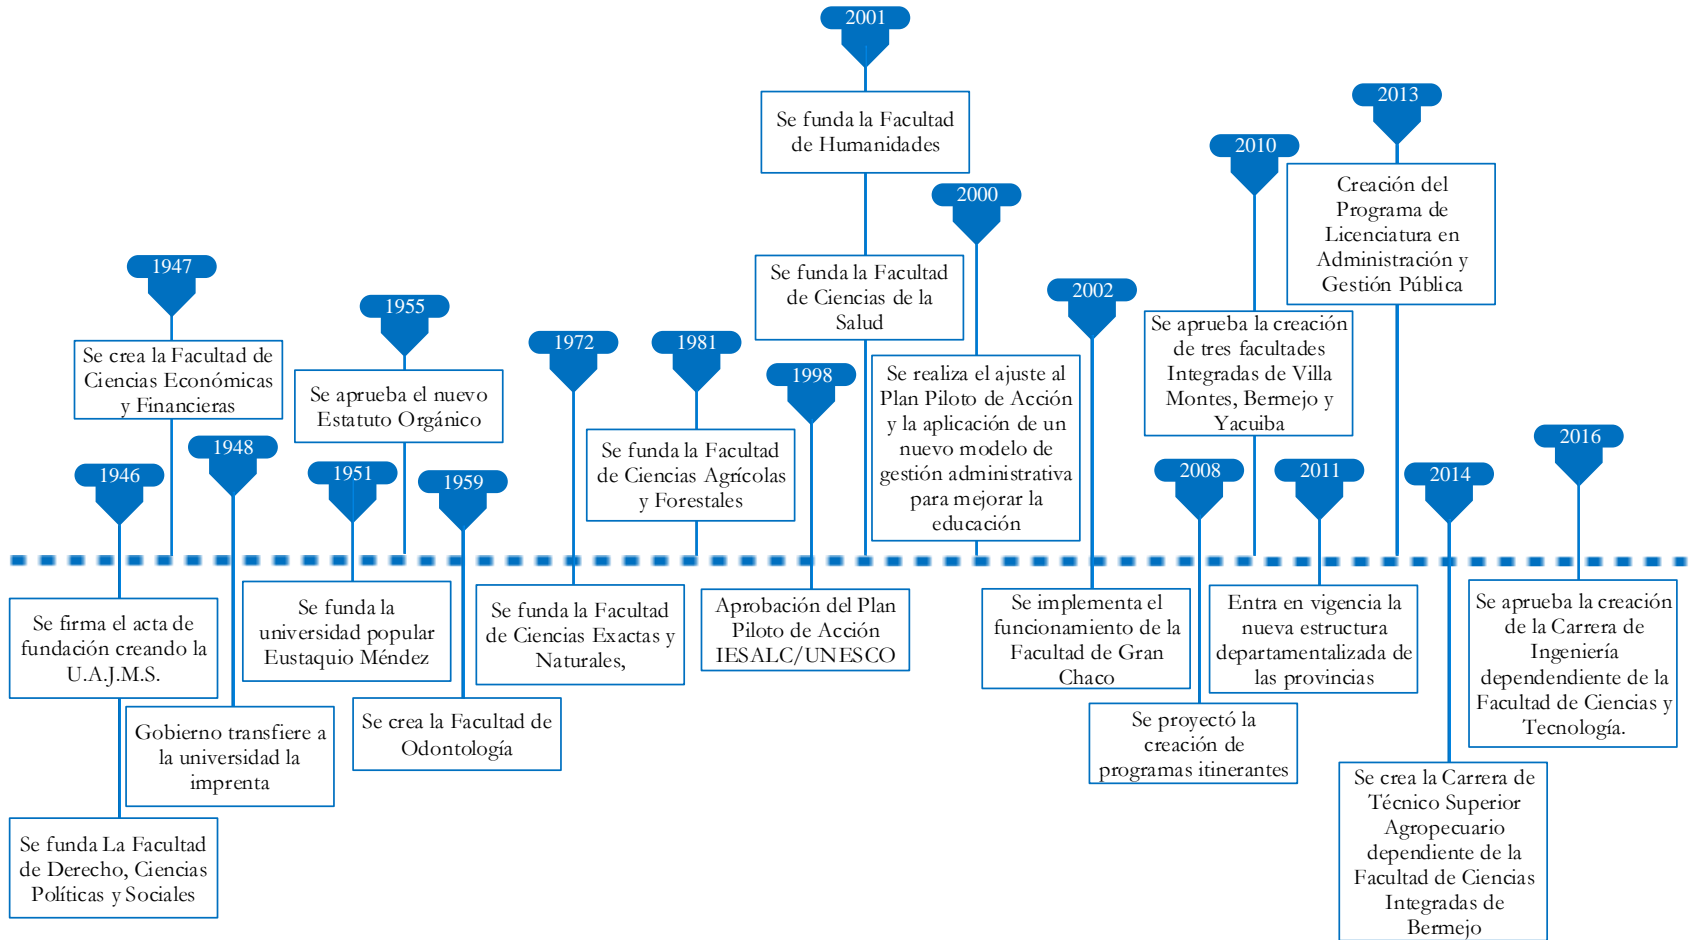 1946
Se firma el acta de
fundación creando la
U.A.J.M.S.
Se funda La Facultad
de Derecho, Ciencias
Políticas y Sociales
1947
Se crea la Facultad de
Ciencias Económicas
y Financieras
1948
Gobierno transfiere a
la universidad la
imprenta
1951
Se funda la
universidad popular
Eustaquio Méndez
1955
Se aprueba el nuevo
Estatuto Orgánico
1959
Se crea la Facultad de
Odontología
1972
Se funda la Facultad
de Ciencias Exactas y
Naturales,
1981
Se funda la Facultad
de Ciencias Agrícolas
y Forestales
1998
Aprobación del Plan
Piloto de Acción
IESALC/UNESCO
2001
Se funda la Facultad
de Humanidades
Se funda la Facultad
de Ciencias de la
Salud
2000
Se realiza el ajuste al
Plan Piloto de Acción
y la aplicación de un
nuevo modelo de
gestión administrativa
para mejorar la
educación
2002
Se implementa el
funcionamiento de la
Facultad de Gran
Chaco
2008
Se proyectó la
creación de
programas itinerantes
2010
Se aprueba la creación
de tres facultades
Integradas de Villa
Montes, Bermejo y
Yacuiba
2011
Entra en vigencia la
nueva estructura
departamentalizada de
las provincias
2013
Creación del
Programa de
Licenciatura en
Administración y
Gestión Pública
2014
Se crea la Carrera de
Técnico Superior
Agropecuario
dependiente de la
Facultad de Ciencias
Integradas de
Bermejo
2016
Se aprueba la creación
de la Carrera de
Ingeniería
dependendiente de la
Facultad de Ciencias y
Tecnología.